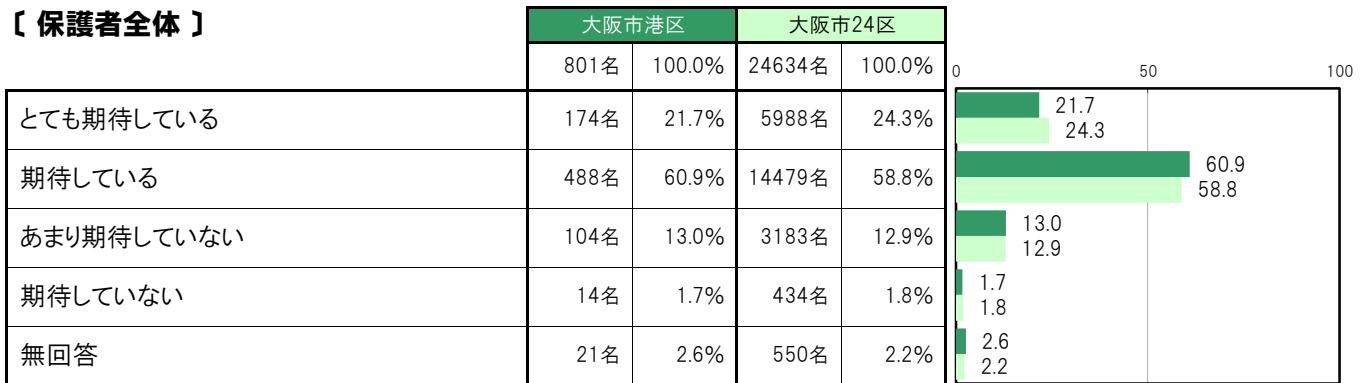 〔 保護者全体 〕
大阪市港区 大阪市24区
801名 100.0% 24634名 100.0%
0 50 100
とても期待している 174名 21.7% 5988名 24.3%
21.7
24.3
期待している 488名 60.9% 14479名 58.8%
60.9
58.8
あまり期待していない 104名 13.0% 3183名 12.9%
13.0
12.9
期待していない 14名 1.7% 434名 1.8%
1.7
1.8
無回答 21名 2.6% 550名 2.2%
2.6
2.2